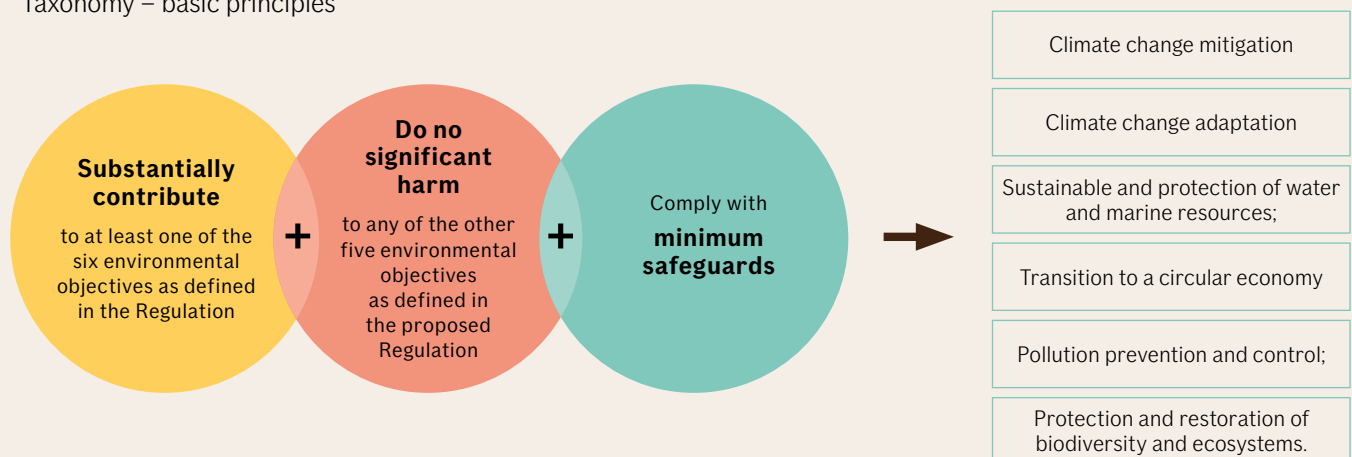 Taxonomy – basic principles
Substantially
contribute
to at least one of the
six environmental
objectives as defined
in the Regulation
+
Do no
significant
harm
to any of the other
five environmental
objectives
as defined in
the proposed
Regulation
+
Comply with
minimum
safeguards
Climate change mitigation
Climate change adaptation
Sustainable and protection of water
and marine resources;
Transition to a circular economy
Pollution prevention and control;
Protection and restoration of
biodiversity and ecosystems.